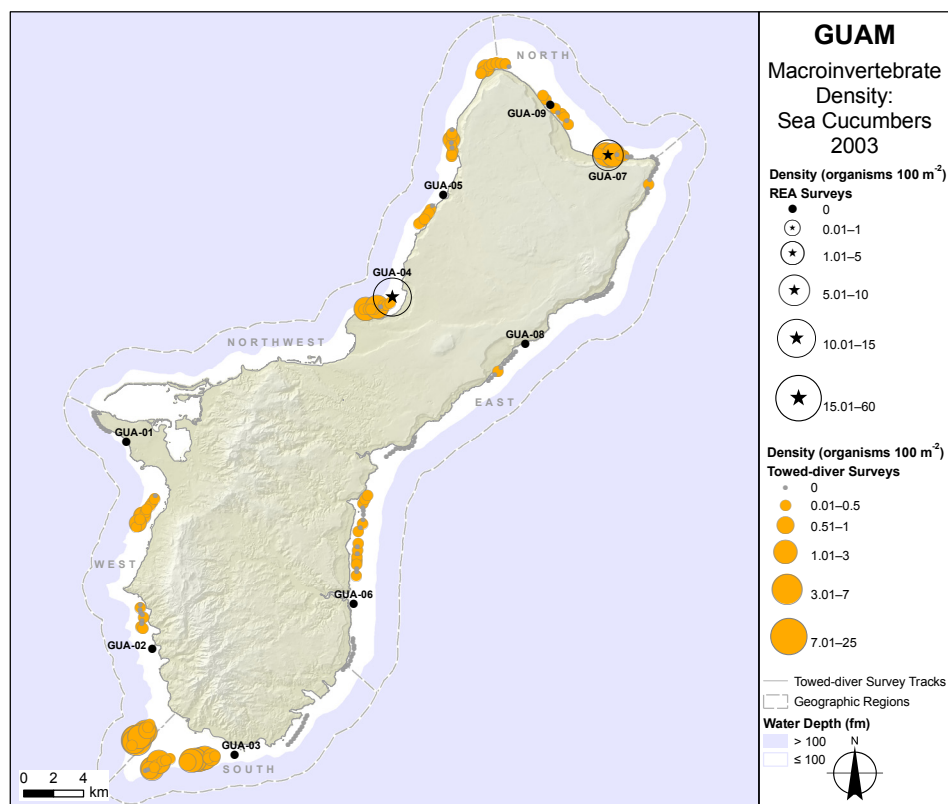 NORTH
GUA-09
GUA-07
GUA-05
GUA-04
NORTHWEST
GUA-08
EAST
GUA-01
WEST
GUA-06
GUA-02
GUA-03
SOUTH
0 2 4
km
GUAM
Macroinvertebrate
Density:
Sea Cucumbers
2003
Density (organisms 100 m⁻²)
REA Surveys
0
0.01–1
1.01–5
5.01–10
10.01–15
15.01–60
Density (organisms 100 m⁻²)
Towed-diver Surveys
0
0.01–0.5
0.51–1
1.01–3
3.01–7
7.01–25
Towed-diver Survey Tracks
Geographic Regions
Water Depth (fm)
> 100
≤ 100
N